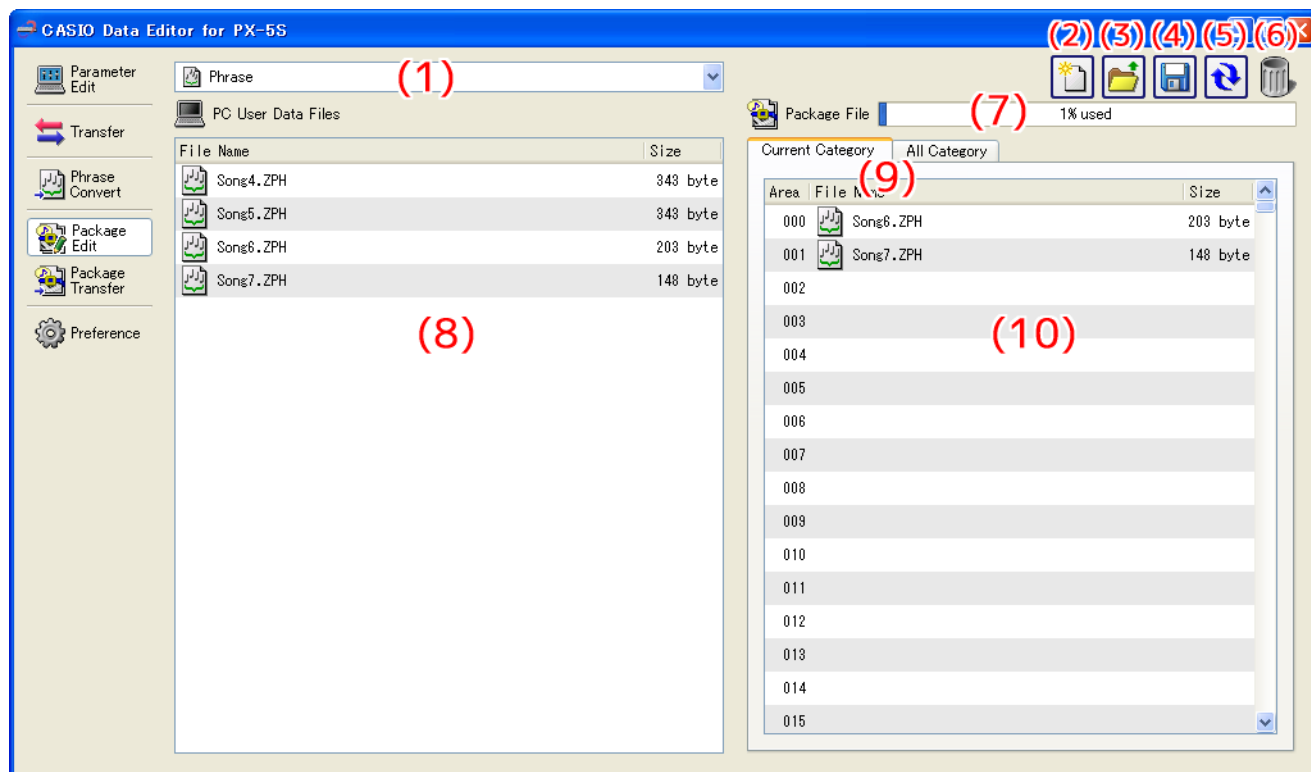 CASIO Data Editor for PX-5S
(2) (3) (4) (5) (6)
Parameter
Edit
Transfer
Phrase
Convert
Package
Edit
Package
Transfer
Preference
Phrase
(1)
PC User Data Files
File Name Size
Song4.ZPH 343 byte
Song5.ZPH 343 byte
Song6.ZPH 203 byte
Song7.ZPH 148 byte
(8)
Package File (7) 1% used
Current Category All Category
(9)
Area File Size
000 Song6.ZPH 203 byte
001 Song7.ZPH 148 byte
002
003
(10)
004
005
006
007
008
009
010
011
012
013
014
015